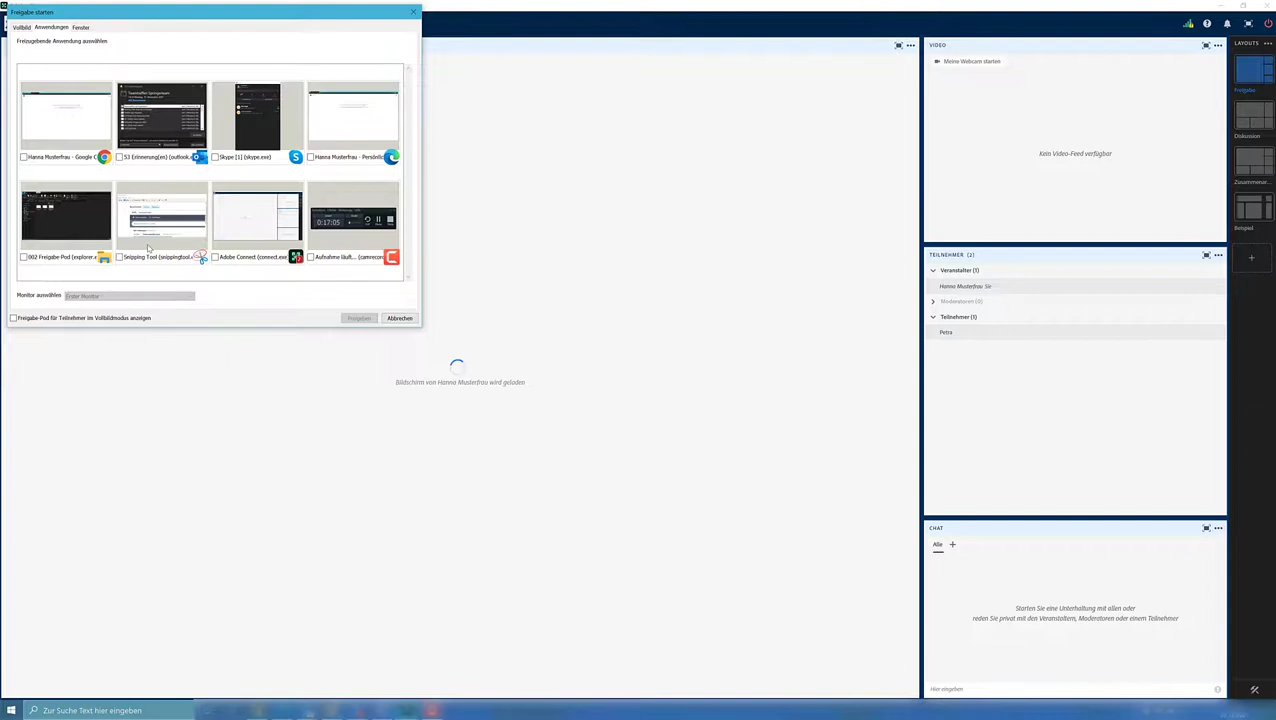 Freigabe starten
Vollbild Anwendungen Fenster
Freizugebende Anwendung auswählen
Hanna Musterfrau - Google C
53 Erinnerung(en) (outlook.e
Skype [1] (skype.exe)
Hanna Musterfrau - Persönlic
002 Freigabe-Pod (explorer.e
Snipping Tool (snippingtool.e
Adobe Connect (connect.exe
Aufnahme läuft... (camrecor
0:17:05
Monitor auswählen Erster Monitor
Freigabe-Pod für Teilnehmer im Vollbildmodus anzeigen
Freigeben Abbrechen
Bildschirm von Hanna Musterfrau wird geladen
VIDEO
Meine Webcam starten
Kein Video-Feed verfügbar
TEILNEHMER (2)
Veranstalter (1)
Hanna Musterfrau Sie
Moderatoren (0)
Teilnehmer (1)
Petra
CHAT
Alle
Starten Sie eine Unterhaltung mit allen oder
reden Sie privat mit den Veranstaltern, Moderatoren oder einem Teilnehmer
Hier eingeben
LAYOUTS
Freigabe
Diskussion
Zusammenar...
Beispiel
Zur Suche Text hier eingeben